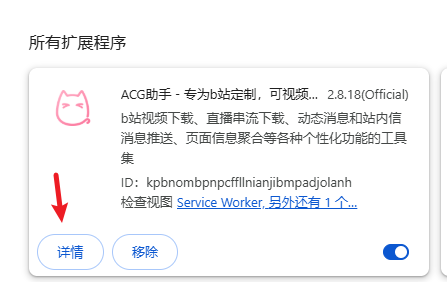 所有扩展程序
ACG助手 - 专为b站定制，可视频... 2.8.18(Official)
b站视频下载、直播串流下载、动态消息和站内信
消息推送、页面信息聚合等各种个性化功能的工具
集
ID：kpbnombpnpcffllnianjibmpadjolanh
检查视图 Service Worker, 另外还有 1 个...
详情 移除